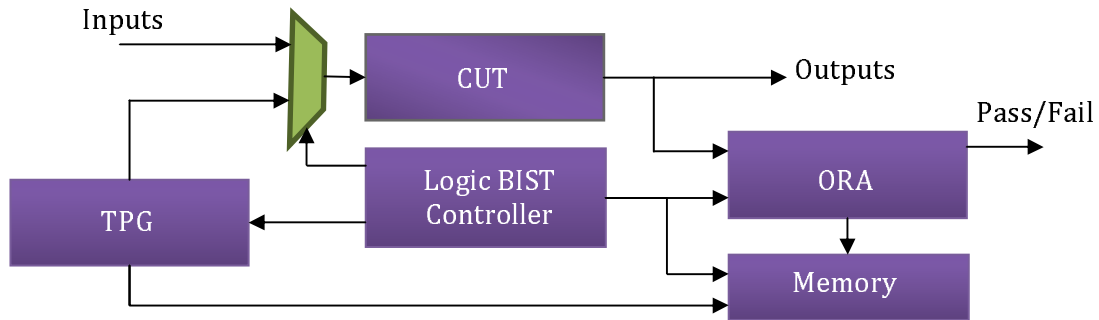 Inputs
CUT
Outputs
Pass/Fail
Logic BIST
Controller
ORA
TPG
Memory